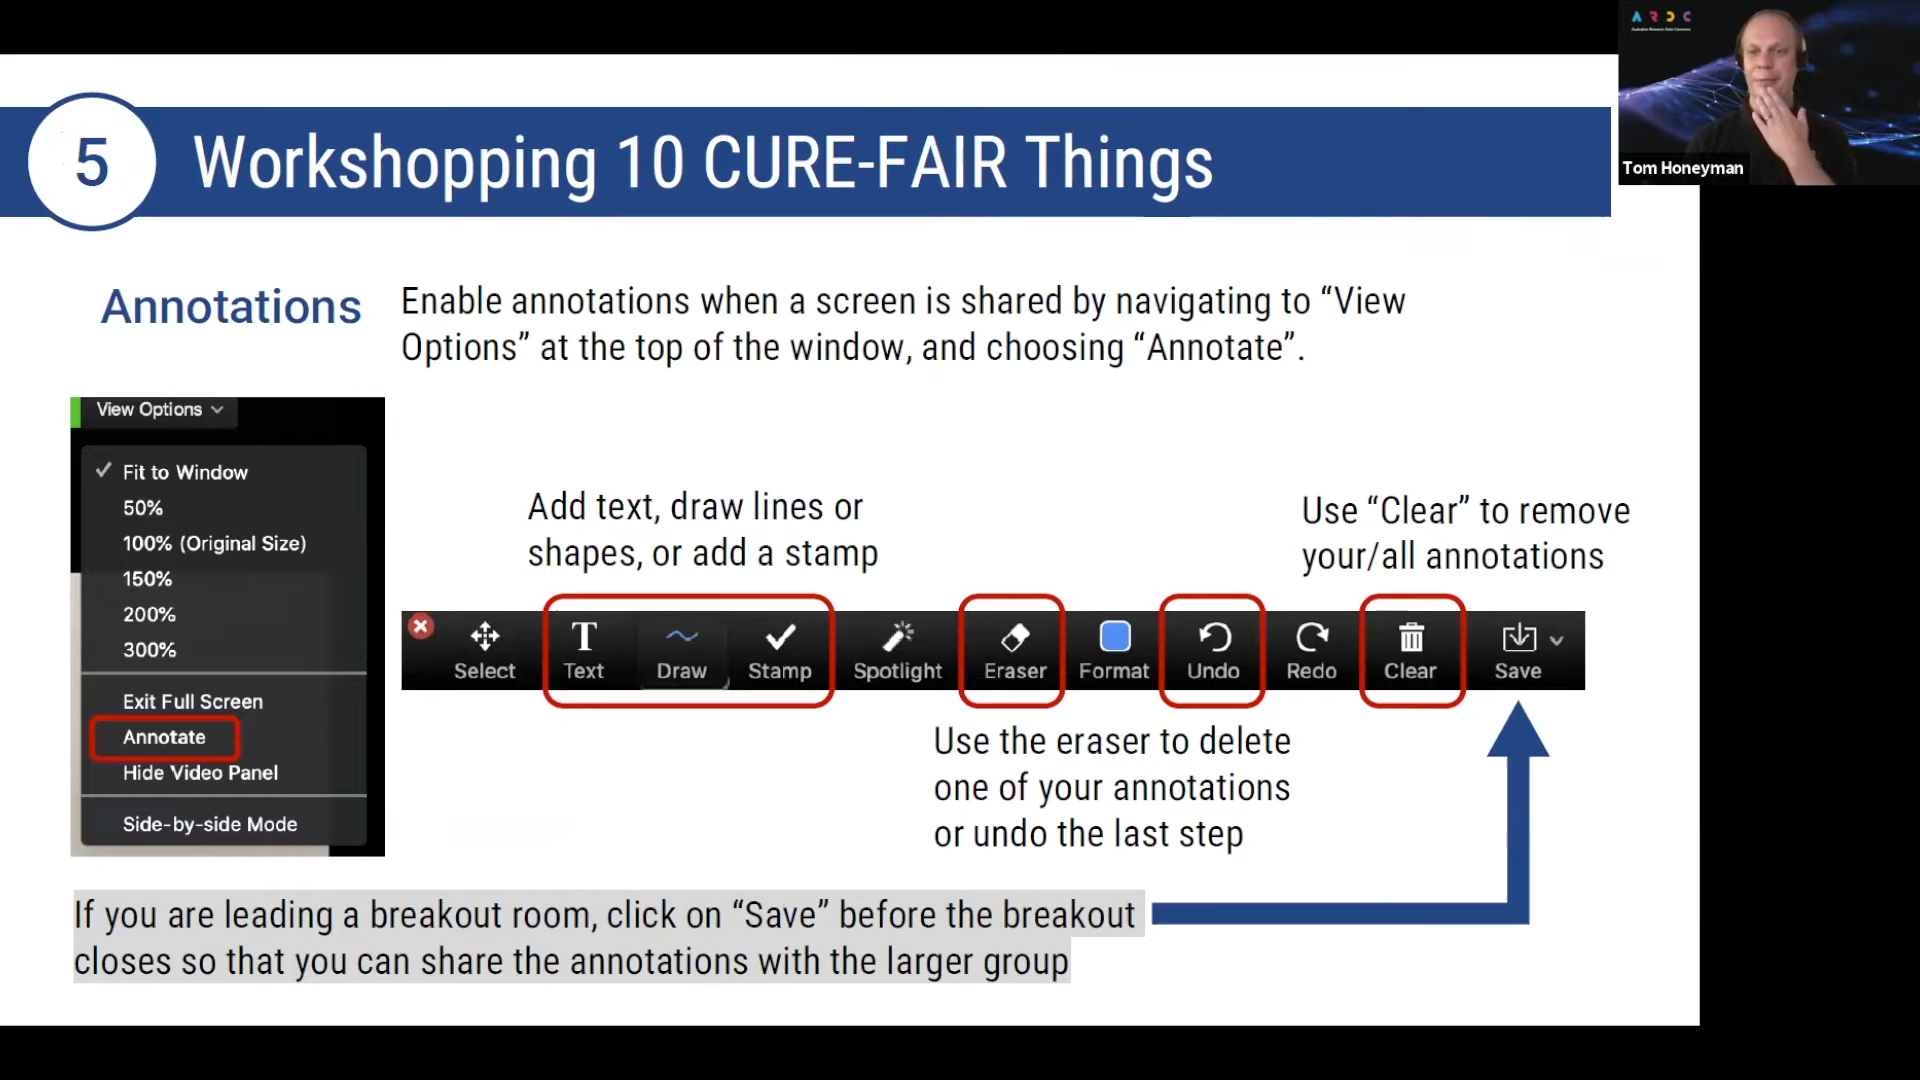 A R D C
Australian Research Data Commons
Tom Honeyman
5
Workshopping 10 CURE-FAIR Things
Annotations
Enable annotations when a screen is shared by navigating to “View
Options” at the top of the window, and choosing “Annotate”.
View Options
Fit to Window
50%
100% (Original Size)
150%
200%
300%
Exit Full Screen
Annotate
Hide Video Panel
Side-by-side Mode
Add text, draw lines or
shapes, or add a stamp
Use “Clear” to remove
your/all annotations
Select
Text
Draw
Stamp
Spotlight
Eraser
Format
Undo
Redo
Clear
Save
Use the eraser to delete
one of your annotations
or undo the last step
If you are leading a breakout room, click on “Save” before the breakout
closes so that you can share the annotations with the larger group